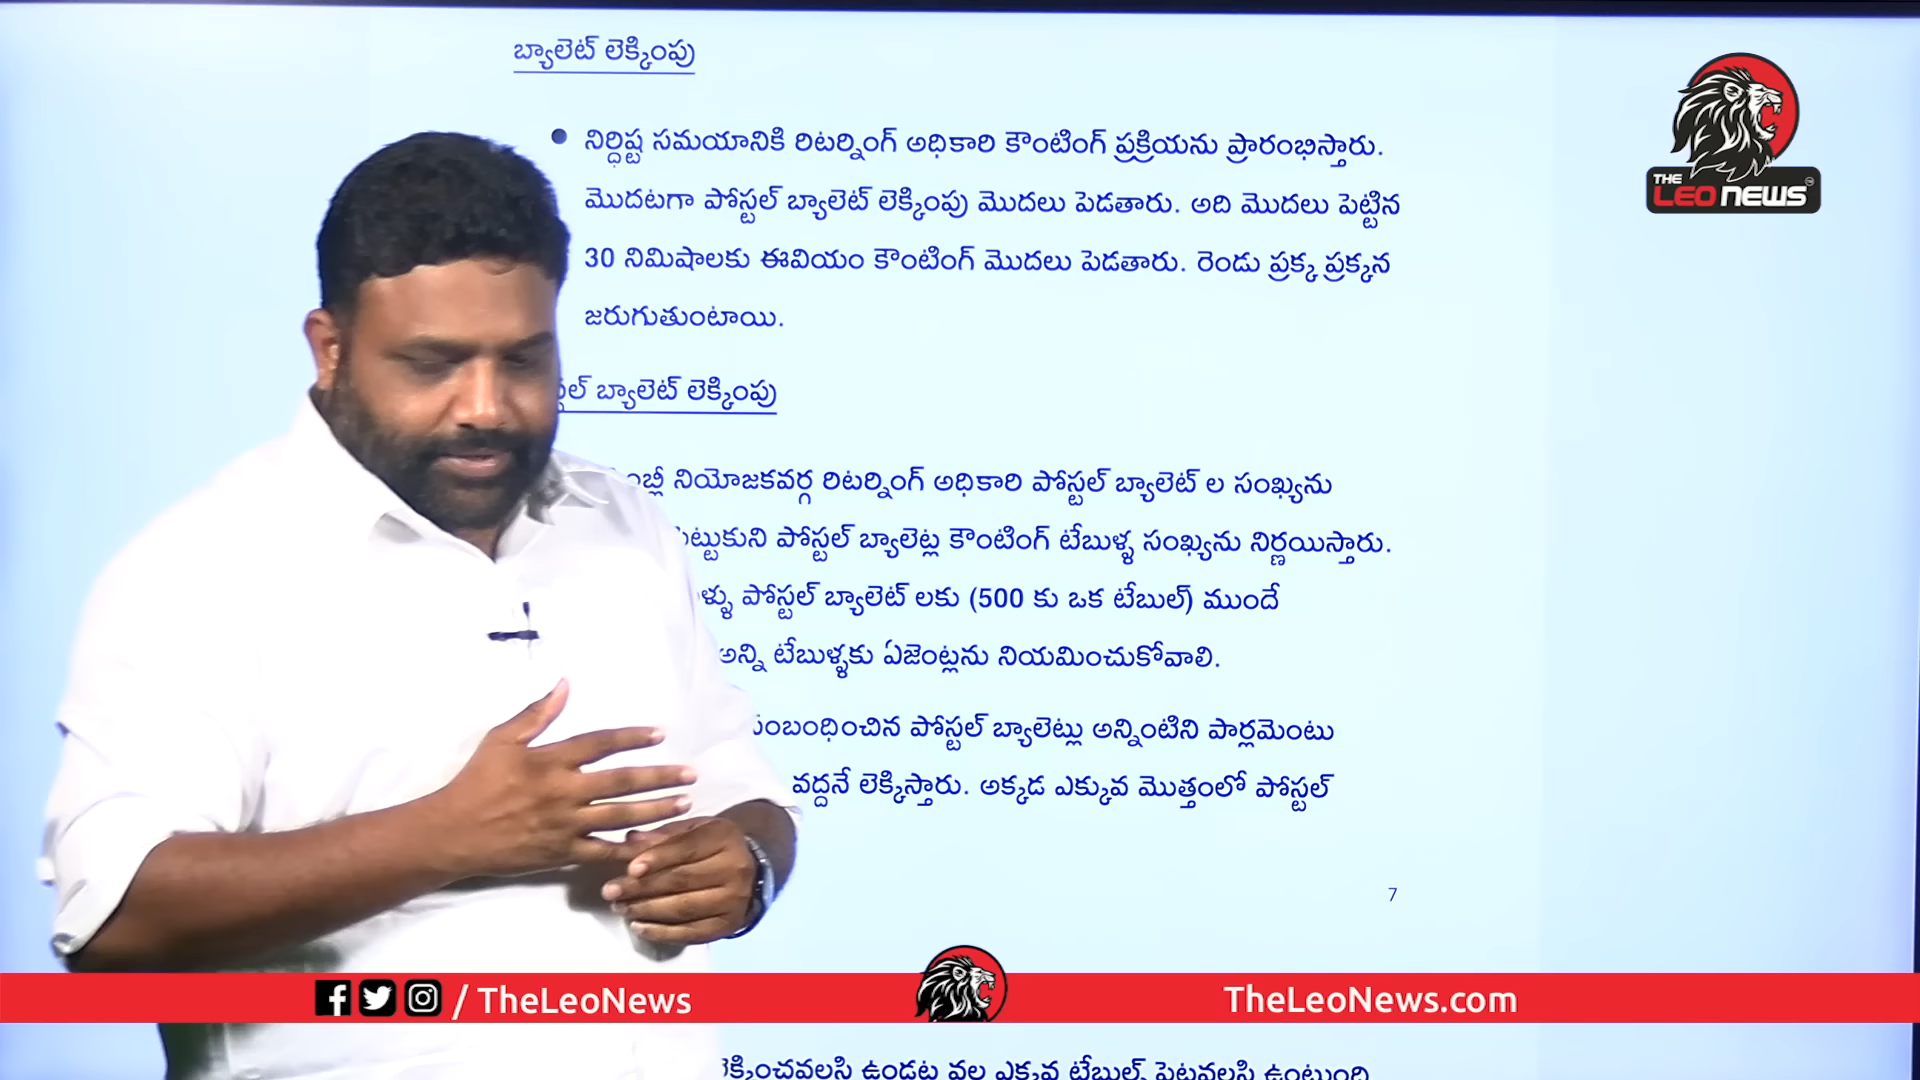 బ్యాలెట్ లెక్కింపు
నిర్ధిష్ట సమయానికి రిటర్నింగ్ అధికారి కౌంటింగ్ ప్రక్రియను ప్రారంభిస్తారు.
మొదటగా పోస్టల్ బ్యాలెట్ లెక్కింపు మొదలు పెడతారు. అది మొదలు పెట్టిన
30 నిమిషాలకు ఈవియం కౌంటింగ్ మొదలు పెడతారు. రెండు ప్రక్క ప్రక్కన
జరుగుతుంటాయి.
బ్యాలెట్ లెక్కింపు
నియోజకవర్గ రిటర్నింగ్ అధికారి పోస్టల్ బ్యాలెట్ ల సంఖ్యను
పోస్టల్ బ్యాలెట్ల కౌంటింగ్ టేబుళ్ళ సంఖ్యను నిర్ణయిస్తారు.
పోస్టల్ బ్యాలెట్ లకు (500 కు ఒక టేబుల్) ముందే
అన్ని టేబుళ్ళకు ఏజెంట్లను నియమించుకోవాలి.
పోస్టల్ బ్యాలెట్లు అన్నింటిని పార్లమెంటు
వద్దనే లెక్కిస్తారు. అక్కడ ఎక్కువ మొత్తంలో పోస్టల్
7
THE
LEO NEWS
/ TheLeoNews
TheLeoNews.com